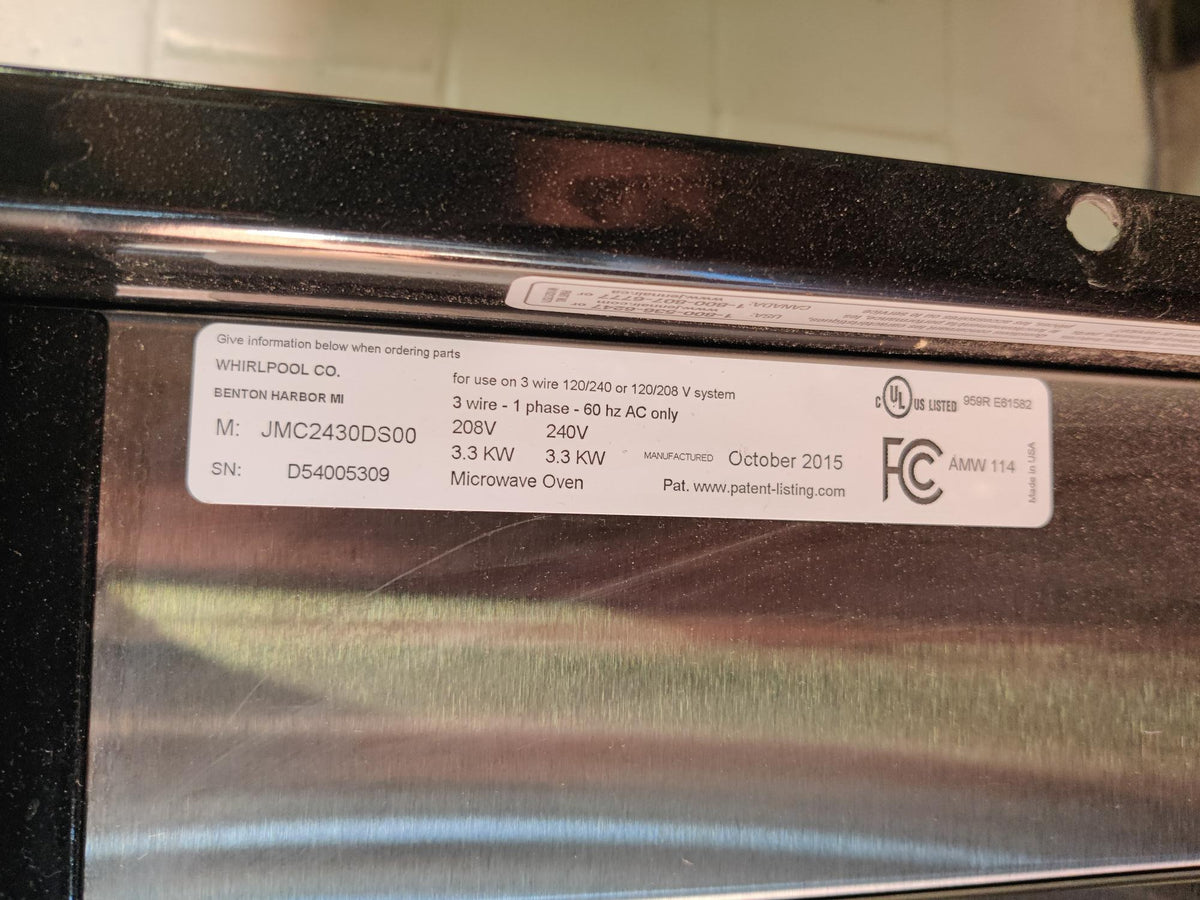 Give information below when ordering parts
WHIRLPOOL CO.
BENTON HARBOR MI
M: JMC2430DS00
SN: D54005309
for use on 3 wire 120/240 or 120/208 V system
3 wire - 1 phase - 60 hz AC only
208V 240V
3.3 KW 3.3 KW
Microwave Oven
MANUFACTURED October 2015
Pat. www.patent-listing.com
C UL US LISTED 959R E61582
FC AMW 114
Made in USA
USA:
CANADA: